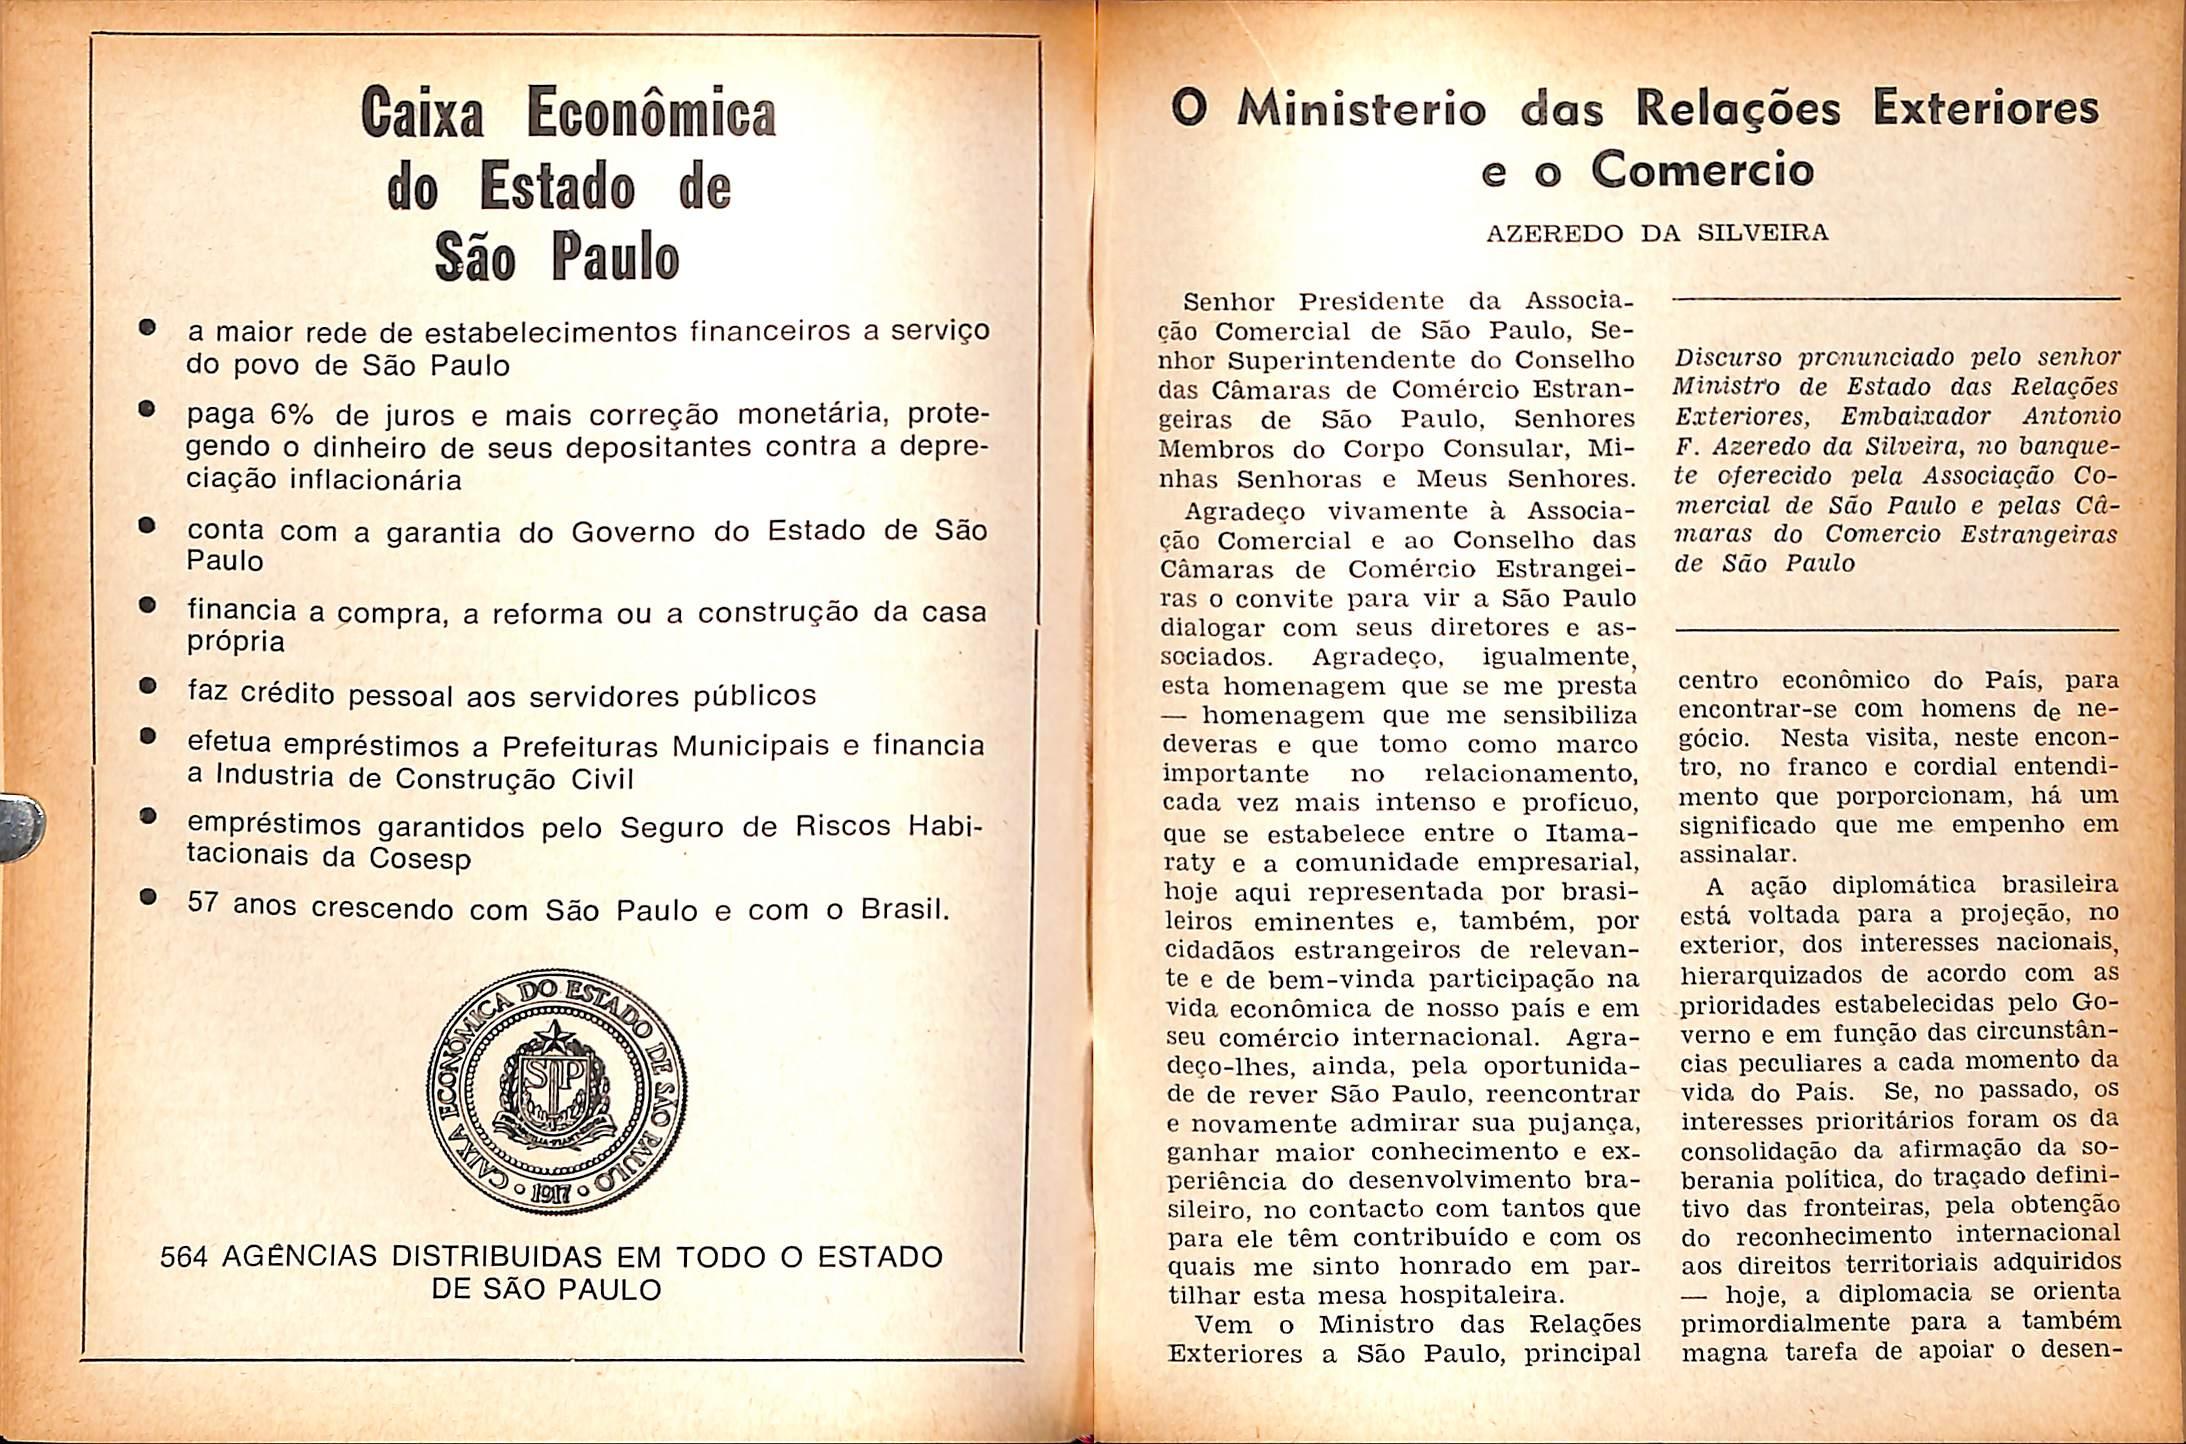 Caixa Econômica
do Estado de
São Paulo
● a maior rede de estabelecimentos financeiros a serviço
do povo de São Paulo
● paga 6% de juros e mais correção monetária, prote-
gendo o dinheiro de seus depositantes contra a depre-
ciação inflacionária
● conta com a garantia do Governo do Estado de São
Paulo
● financia a compra, a reforma ou a construção da casa
própria
● faz crédito pessoal aos servidores públicos
● efetua empréstimos a Prefeituras Municipais e financia
a Industria de Construção Civil
● empréstimos garantidos pelo Seguro de Riscos Habi-
tacionais da Cosesp
● 57 anos crescendo com São Paulo e com o Brasil.
CAIXA ECONÔMICA DO ESTADO DE SÃO PAULO
SP
1917
564 AGÊNCIAS DISTRIBUIDAS EM TODO O ESTADO
DE SÃO PAULO
O Ministerio das Relações Exteriores
e o Comercio
AZEREDO DA SILVEIRA
Senhor Presidente da Associa-
ção Comercial de São Paulo, Se-
nhor Superintendente do Conselho
das Câmaras de Comércio Estran-
geiras de São Paulo, Senhores
Membros do Corpo Consular, Mi-
nhas Senhoras e Meus Senhores.
Agradeço vivamente à Associa-
ção Comercial e ao Conselho das
Câmaras de Comércio Estrangei-
ras o convite para vir a São Paulo
dialogar com seus diretores e as-
sociados. Agradeço, igualmente,
esta homenagem que se me presta
— homenagem que me sensibiliza
deveras e que tomo como marco
importante no relacionamento,
cada vez mais intenso e profícuo,
que se estabelece entre o Itama-
raty e a comunidade empresarial,
hoje aqui representada por brasi-
leiros eminentes e, também, por
cidadãos estrangeiros de relevan-
te e de bem-vinda participação na
vida econômica de nosso país e em
seu comércio internacional. Agra-
deço-lhes, ainda, pela oportunida-
de de rever São Paulo, reencontrar
e novamente admirar sua pujança,
ganhar maior conhecimento e ex-
periência do desenvolvimento bra-
sileiro, no contacto com tantos que
para ele têm contribuído e com os
quais me sinto honrado em par-
tilhar esta mesa hospitaleira.
Vem o Ministro das Relações
Exteriores a São Paulo, principal
Discurso pronunciado pelo senhor
Ministro de Estado das Relações
Exteriores, Embaixador Antonio
F. Azeredo da Silveira, no banque-
te oferecido pela Associação Co-
mercial de São Paulo e pelas Câ-
maras do Comercio Estrangeiras
de São Paulo
centro econômico do País, para
encontrar-se com homens de ne-
gócio. Nesta visita, neste encon-
tro, no franco e cordial entendi-
mento que porporcionam, há um
significado que me empenho em
assinalar.
A ação diplomática brasileira
está voltada para a projeção, no
exterior, dos interesses nacionais,
hierarquizados de acordo com as
prioridades estabelecidas pelo Go-
verno e em função das circunstân-
cias peculiares a cada momento da
vida do País. Se, no passado, os
interesses prioritários foram os da
consolidação da afirmação da so-
berania política, do traçado defini-
tivo das fronteiras, pela obtenção
do reconhecimento internacional
aos direitos territoriais adquiridos
— hoje, a diplomacia se orienta
primordialmente para a também
magna tarefa de apoiar o desen-